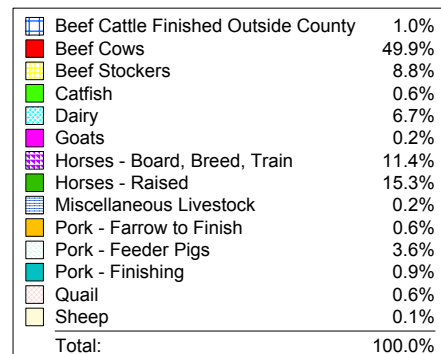 Beef Cattle Finished Outside County 1.0%
Beef Cows 49.9%
Beef Stockers 8.8%
Catfish 0.6%
Dairy 6.7%
Goats 0.2%
Horses - Board, Breed, Train 11.4%
Horses - Raised 15.3%
Miscellaneous Livestock 0.2%
Pork - Farrow to Finish 0.6%
Pork - Feeder Pigs 3.6%
Pork - Finishing 0.9%
Quail 0.6%
Sheep 0.1%
Total: 100.0%